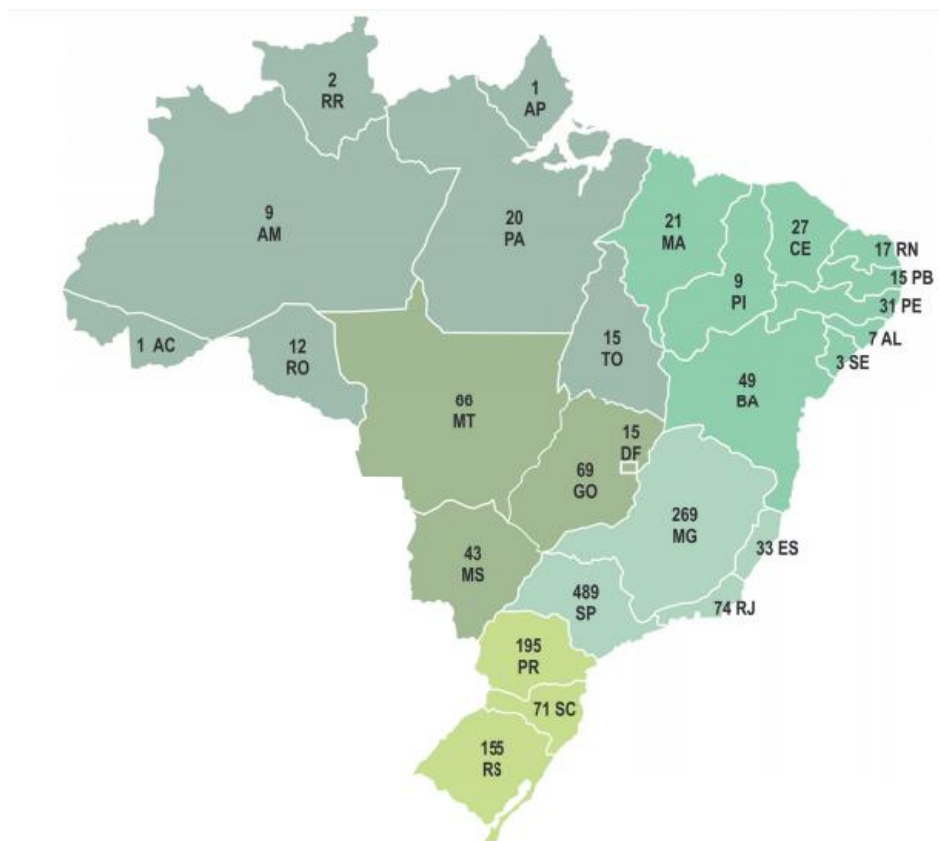 2
RR
1
AP
9
AM
20
PA
21
MA
27
CE
17 RN
15 PB
9
PI
31 PE
7 AL
3 SE
1 AC
12
RO
15
TO
49
BA
66
MT
15
DF
69
GO
269
MG
33 ES
43
MS
489
SP
74 RJ
195
PR
71 SC
155
RS